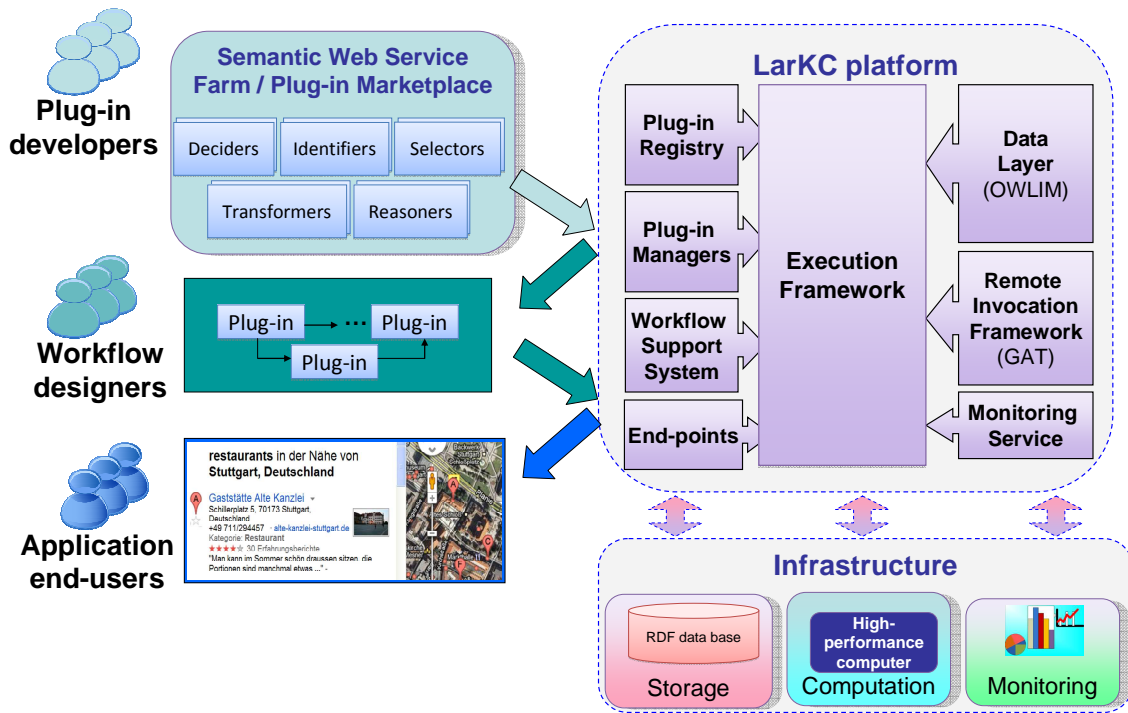 Plug-in
developers
Semantic Web Service
Farm / Plug-in Marketplace
Deciders
Identifiers
Selectors
Transformers
Reasoners
Workflow
designers
Plug-in
...
Plug-in
Plug-in
Application
end-users
restaurants in der Nähe von
Stuttgart, Deutschland
A
Gaststätte Alte Kanzlei
Schillerplatz 5, 70173 Stuttgart,
Deutschland
+49 711/294457 - alte-kanzlei-stuttgart.de
Kategorie: Restaurant
30 Erfahrungsberichte
"Man kann im Sommer schön draussen sitzen, die
Portionen sind manchmal etwas ..." -
A
C
F
LarKC platform
Plug-in
Registry
Plug-in
Managers
Workflow
Support
System
End-points
Execution
Framework
Data
Layer
(OWLIM)
Remote
Invocation
Framework
(GAT)
Monitoring
Service
Infrastructure
RDF data base
Storage
High-
performance
computer
Computation
Monitoring